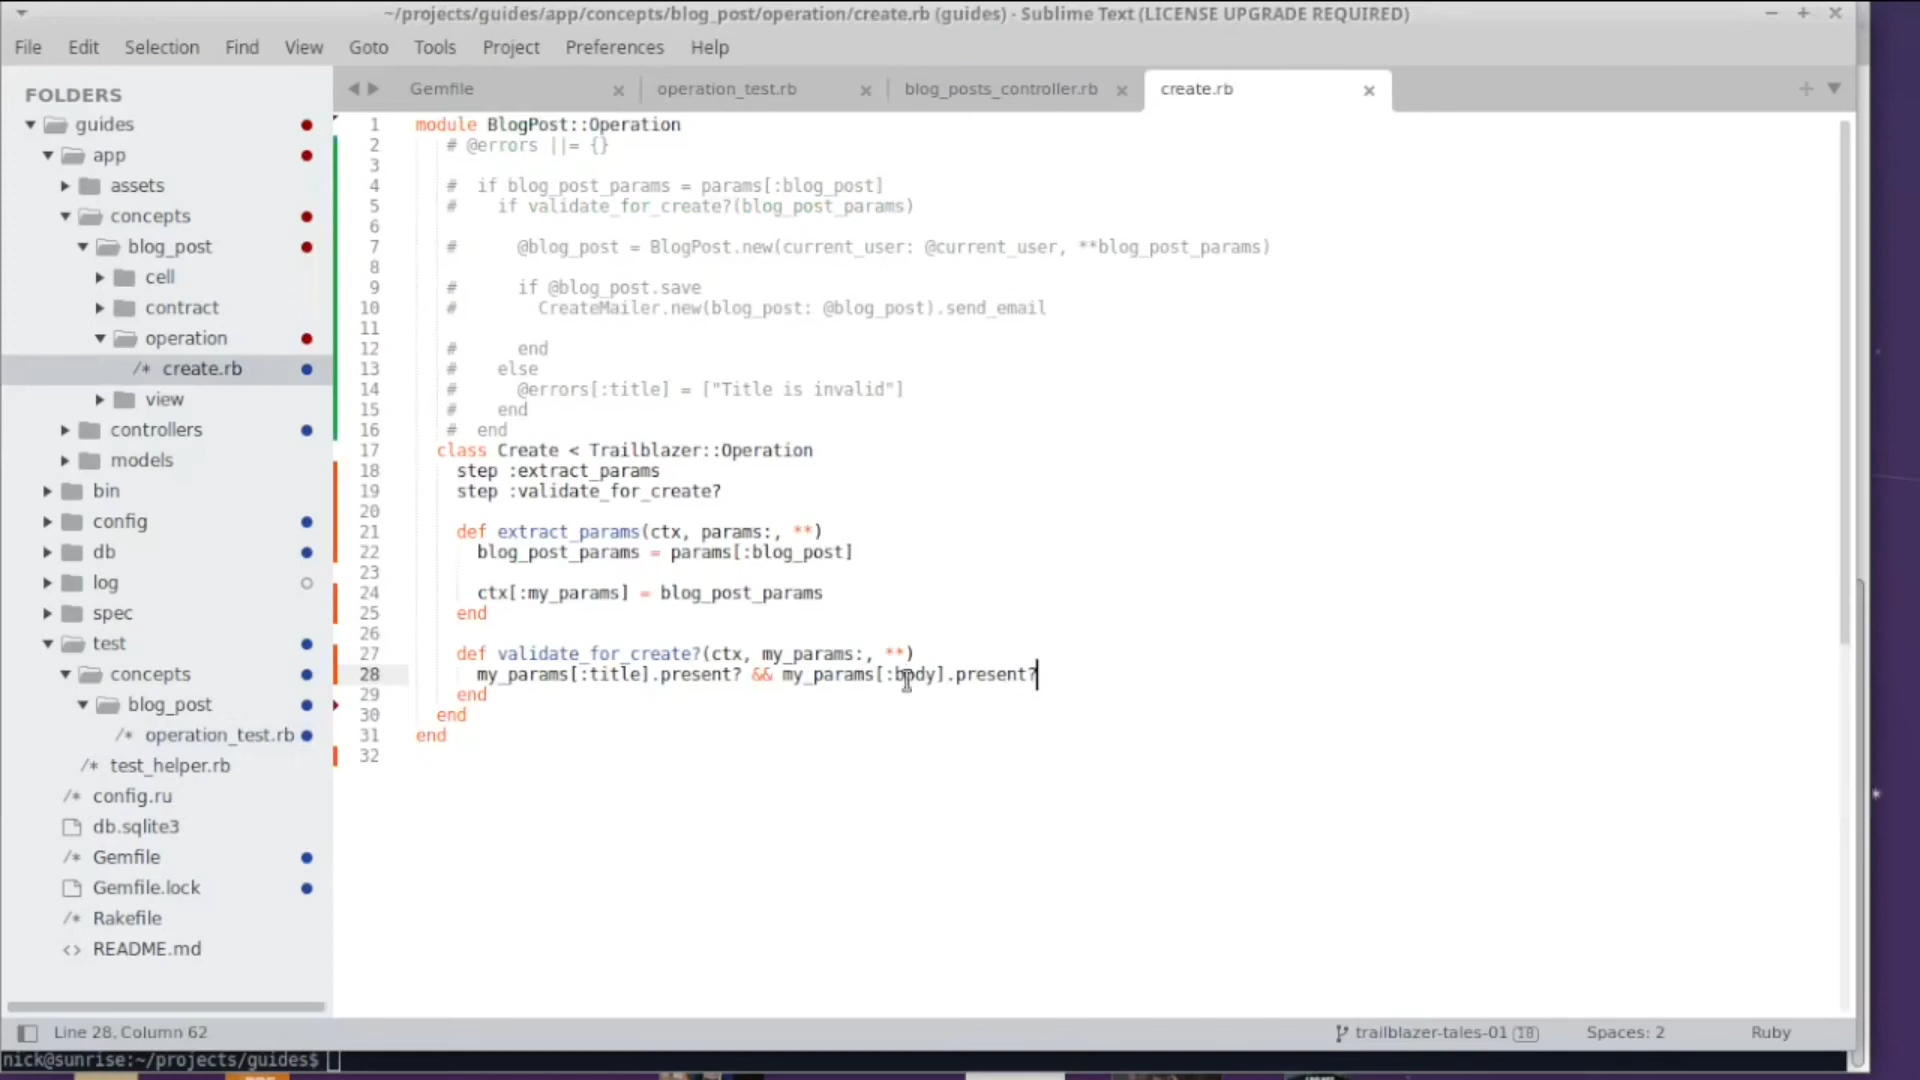 ~/projects/guides/app/concepts/blog_post/operation/create.rb (guides) - Sublime Text (LICENSE UPGRADE REQUIRED)
File Edit Selection Find View Goto Tools Project Preferences Help
Gemfile operation_test.rb blog_posts_controller.rb create.rb
FOLDERS
guides
app
assets
concepts
blog_post
cell
contract
operation
/* create.rb
view
controllers
models
bin
config
db
log
spec
test
concepts
blog_post
/* operation_test.rb
/* test_helper.rb
/* config.ru
db.sqlite3
/* Gemfile
Gemfile.lock
/* Rakefile
<> README.md
1 module BlogPost::Operation
2 # @errors ||= {}
3
4 # if blog_post_params = params[:blog_post]
5 # if validate_for_create?(blog_post_params)
6
7 # @blog_post = BlogPost.new(current_user: @current_user, **blog_post_params)
8
9 # if @blog_post.save
10 # CreateMailer.new(blog_post: @blog_post).send_email
11
12 # end
13 # else
14 # @errors[:title] = ["Title is invalid"]
15 # end
16 # end
17 class Create < Trailblazer::Operation
18 step :extract_params
19 step :validate_for_create?
20
21 def extract_params(ctx, params:, **)
22 blog_post_params = params[:blog_post]
23
24 ctx[:my_params] = blog_post_params
25 end
26
27 def validate_for_create?(ctx, my_params:, **)
28 my_params[:title].present? && my_params[:body].present?
29 end
30 end
31 end
32
Line 28, Column 62 trailblazer-tales-01 18 Spaces: 2 Ruby
nick@sunrise:~/projects/guides$